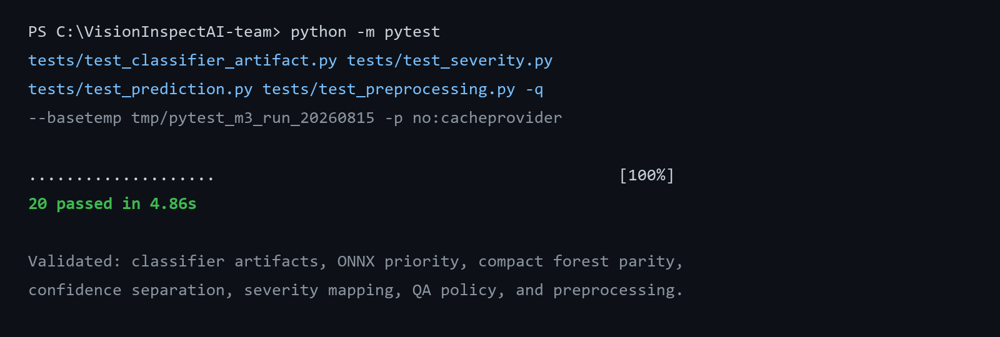 PS C:\VisionInspectAI-team> python -m pytest
tests/test_classifier_artifact.py tests/test_severity.py
tests/test_prediction.py tests/test_preprocessing.py -q
--basetemp tmp/pytest_m3_run_20260815 -p no:cacheprovider
.................... [100%]
20 passed in 4.86s
Validated: classifier artifacts, ONNX priority, compact forest parity,
confidence separation, severity mapping, QA policy, and preprocessing.